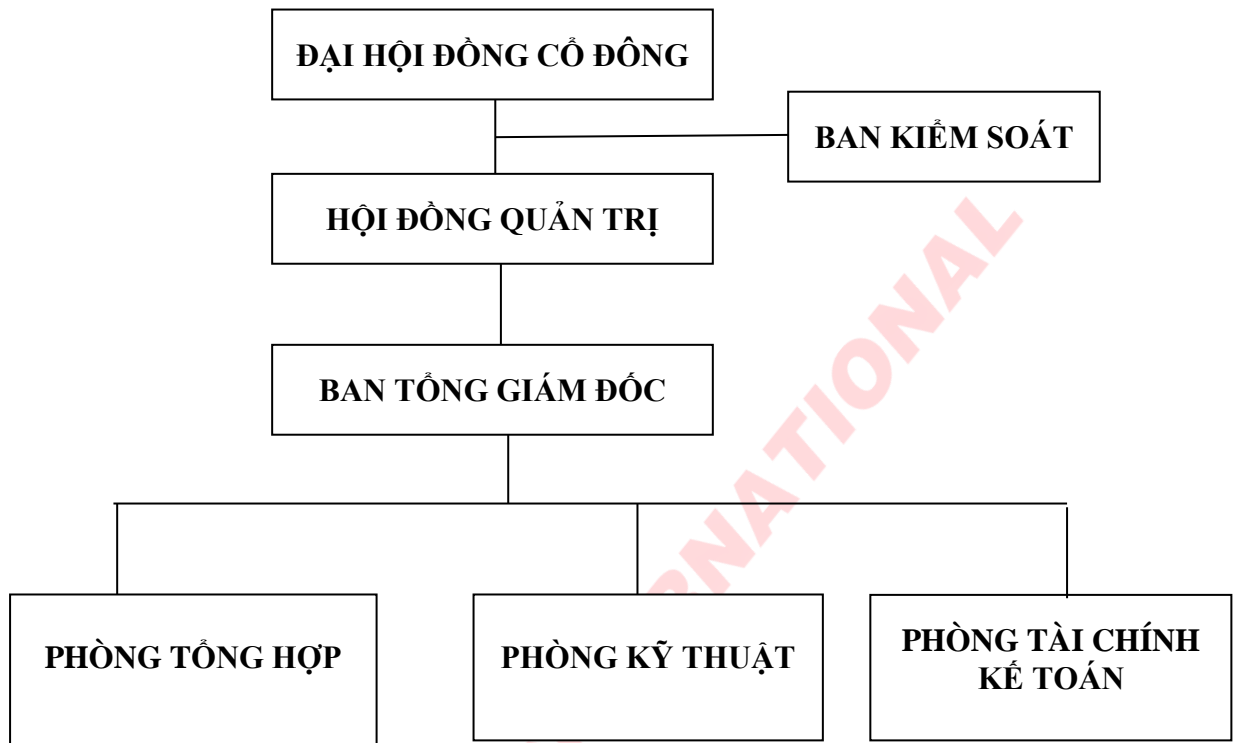 ĐẠI HỘI ĐỒNG CỔ ĐÔNG
BAN KIỂM SOÁT
HỘI ĐỒNG QUẢN TRỊ
BAN TỔNG GIÁM ĐỐC
PHÒNG TỔNG HỢP
PHÒNG KỸ THUẬT
PHÒNG TÀI CHÍNH
KẾ TOÁN